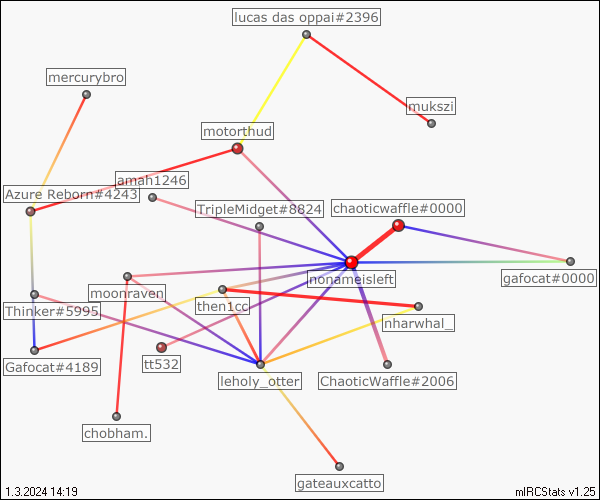 lucas das oppai#2396
mercurybro
mukszi
motorthud
amah1246
Azure Reborn#4243
TripleMidget#8824
chaoticwaffle#0000
nonameisleft
gafocat#0000
moonraven
Thinker#5995
then1cc
nharwhal_
Gafocat#4189
tt532
leholy_otter
ChaoticWaffle#2006
chobham.
gateauxcatto
1.3.2024 14:19
mIRCStats v1.25